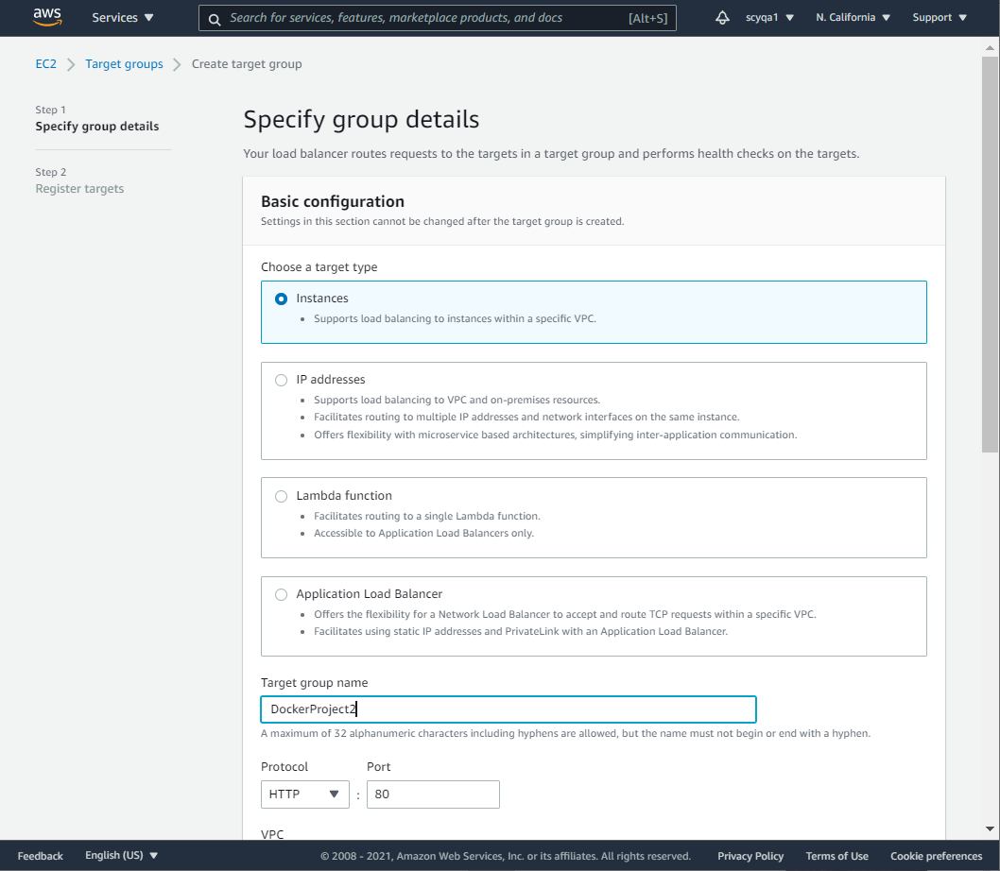 aws Services Search for services, features, marketplace products, and docs [Alt+S] scyqa1 N. California Support
EC2 Target groups Create target group
Step 1
Specify group details
Step 2
Register targets
Specify group details
Your load balancer routes requests to the targets in a target group and performs health checks on the targets.
Basic configuration
Settings in this section cannot be changed after the target group is created.
Choose a target type
Instances
Supports load balancing to instances within a specific VPC.
IP addresses
Supports load balancing to VPC and on-premises resources.
Facilitates routing to multiple IP addresses and network interfaces on the same instance.
Offers flexibility with microservice based architectures, simplifying inter-application communication.
Lambda function
Facilitates routing to a single Lambda function.
Accessible to Application Load Balancers only.
Application Load Balancer
Offers the flexibility for a Network Load Balancer to accept and route TCP requests within a specific VPC.
Facilitates using static IP addresses and PrivateLink with an Application Load Balancer.
Target group name
DockerProject2
A maximum of 32 alphanumeric characters including hyphens are allowed, but the name must not begin or end with a hyphen.
Protocol Port
HTTP : 80
VPC
Feedback English (US) © 2008 - 2021, Amazon Web Services, Inc. or its affiliates. All rights reserved. Privacy Policy Terms of Use Cookie preferences